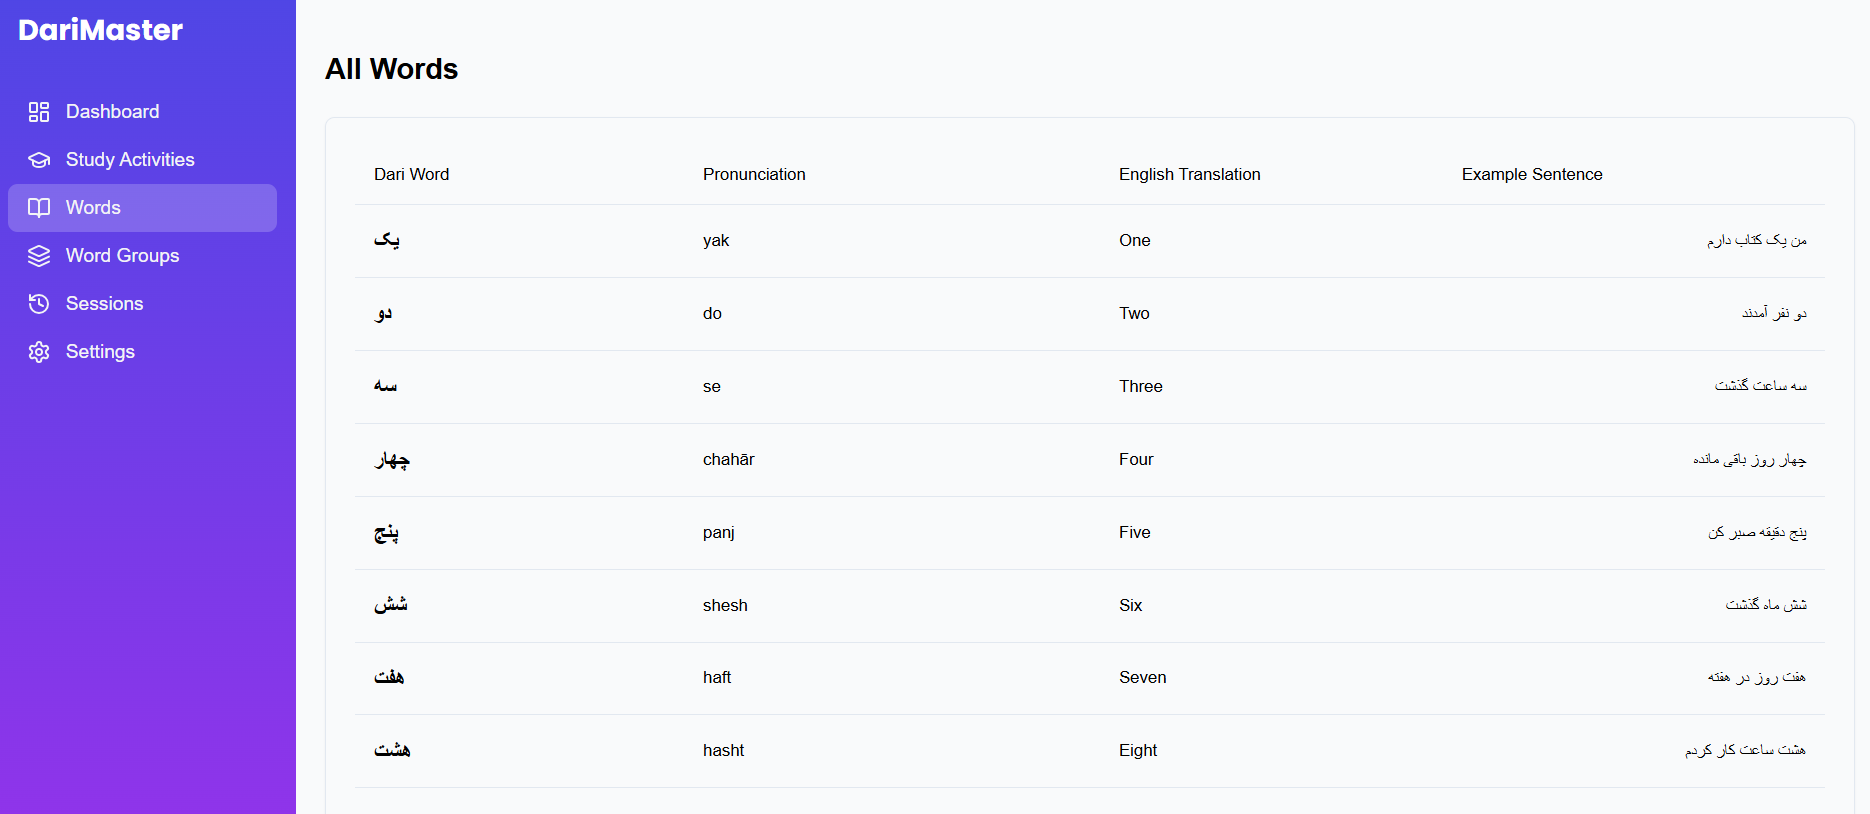 DariMaster
Dashboard
Study Activities
Words
Word Groups
Sessions
Settings
All Words
Dari Word Pronunciation English Translation Example Sentence
یک yak One من یک کتاب دارم
دو do Two دو نفر آمدند
سه se Three سه ساعت گذشت
چهار chahār Four چهار روز باقی مانده
پنج panj Five پنج دقیقه صبر کن
شش shesh Six شش ماه گذشت
هفت haft Seven هفت روز در هفته
هشت hasht Eight هشت ساعت کار کردم